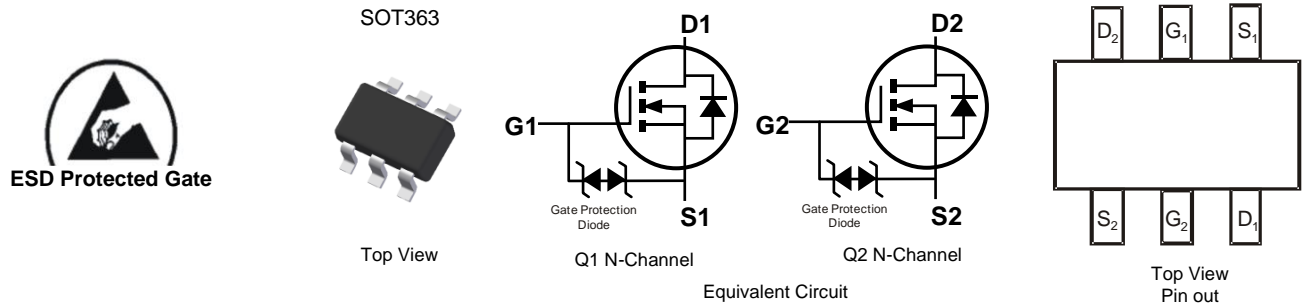 ESD Protected Gate
SOT363
Top View
D1
G1
S1
Gate Protection
Diode
Q1 N-Channel
D2
G2
S2
Gate Protection
Diode
Q2 N-Channel
Equivalent Circuit
D₂ G₁ S₁
S₂ G₂ D₁
Top View
Pin out